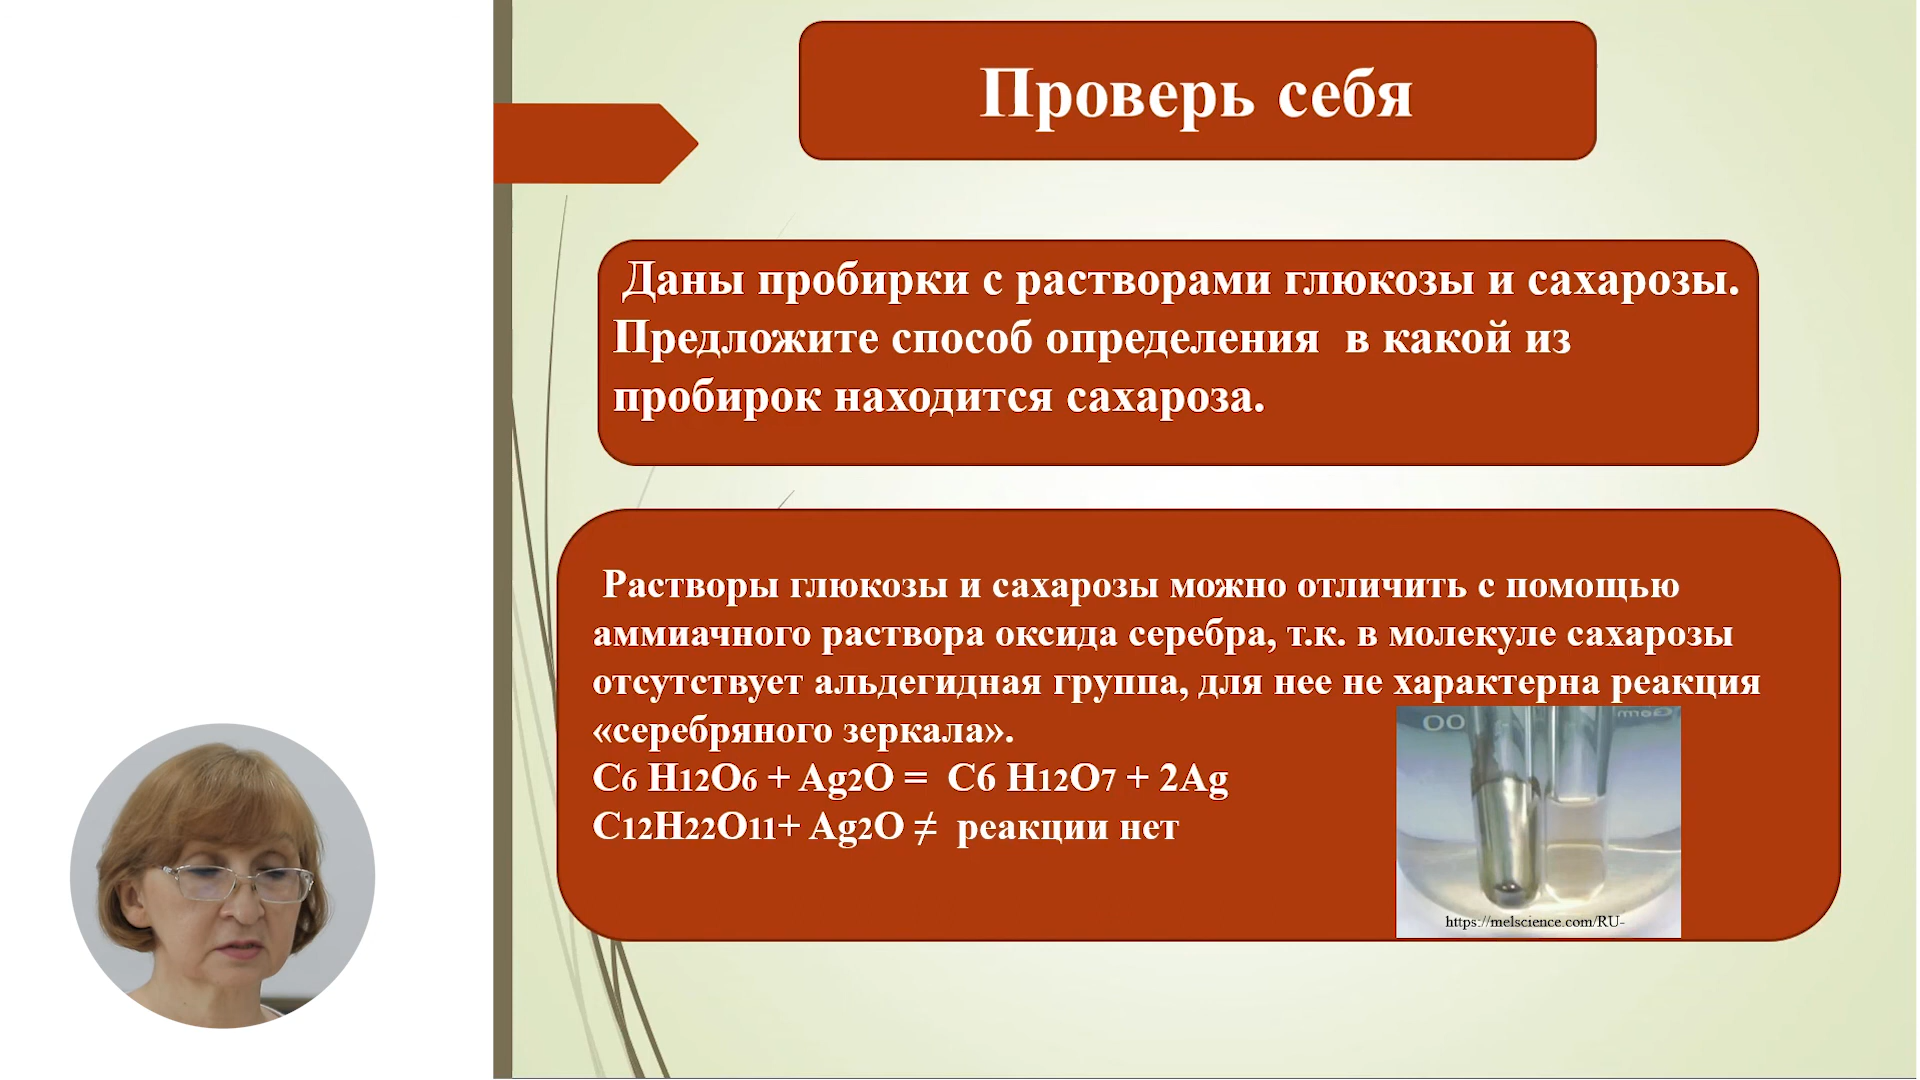 Проверь себя
Даны пробирки с растворами глюкозы и сахарозы.
Предложите способ определения в какой из
пробирок находится сахароза.
Растворы глюкозы и сахарозы можно отличить с помощью
аммиачного раствора оксида серебра, т.к. в молекуле сахарозы
отсутствует альдегидная группа, для нее не характерна реакция
«серебряного зеркала».
C6 H12O6 + Ag2O = C6 H12O7 + 2Ag
C12H22O11+ Ag2O ≠ реакции нет
https://melscience.com/RU-